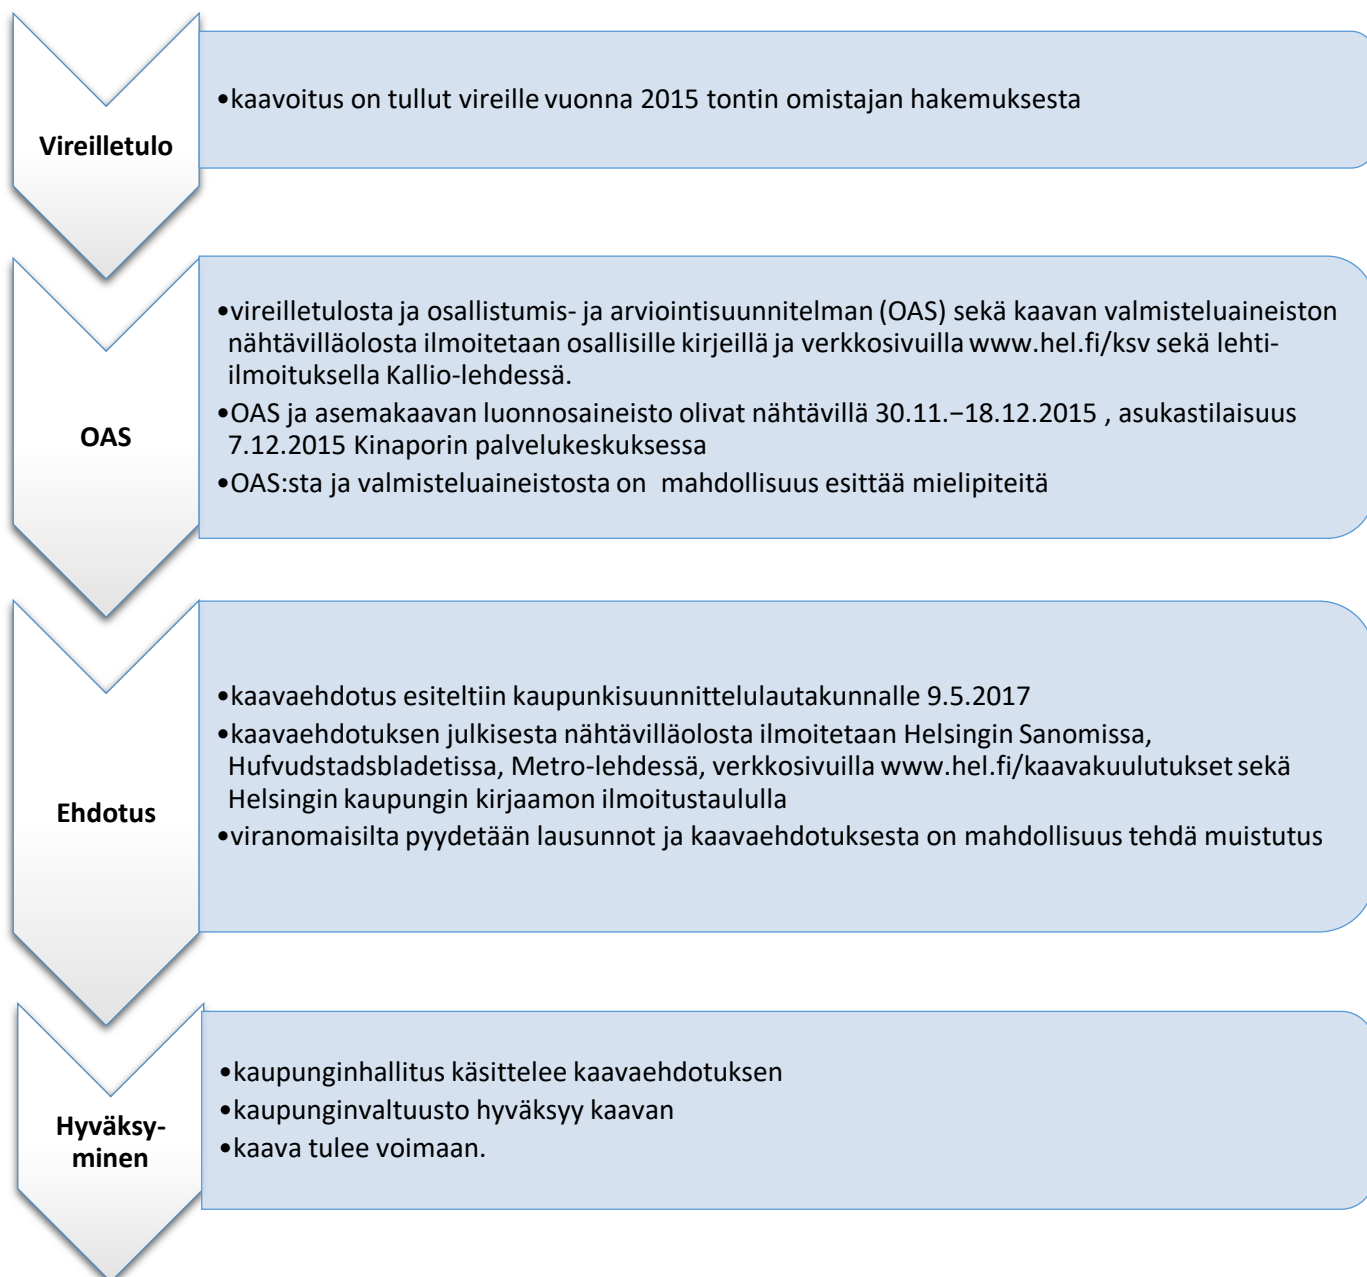 Vireilletulo
•kaavoitus on tullut vireille vuonna 2015 tontin omistajan hakemuksesta
OAS
•vireilletulosta ja osallistumis- ja arviointisuunnitelman (OAS) sekä kaavan valmisteluaineiston
nähtävilläolosta ilmoitetaan osallisille kirjeillä ja verkkosivuilla www.hel.fi/ksv sekä lehti-
ilmoituksella Kallio-lehdessä.
•OAS ja asemakaavan luonnosaineisto olivat nähtävillä 30.11.–18.12.2015 , asukastilaisuus
7.12.2015 Kinaporin palvelukeskuksessa
•OAS:sta ja valmisteluaineistosta on mahdollisuus esittää mielipiteitä
Ehdotus
•kaavaehdotus esiteltiin kaupunkisuunnittelulautakunnalle 9.5.2017
•kaavaehdotuksen julkisesta nähtävilläolosta ilmoitetaan Helsingin Sanomissa,
Hufvudstadsbladetissa, Metro-lehdessä, verkkosivuilla www.hel.fi/kaavakuulutukset sekä
Helsingin kaupungin kirjaamon ilmoitustaululla
•viranomaisilta pyydetään lausunnot ja kaavaehdotuksesta on mahdollisuus tehdä muistutus
Hyväksy-
minen
•kaupunginhallitus käsittelee kaavaehdotuksen
•kaupunginvaltuusto hyväksyy kaavan
•kaava tulee voimaan.